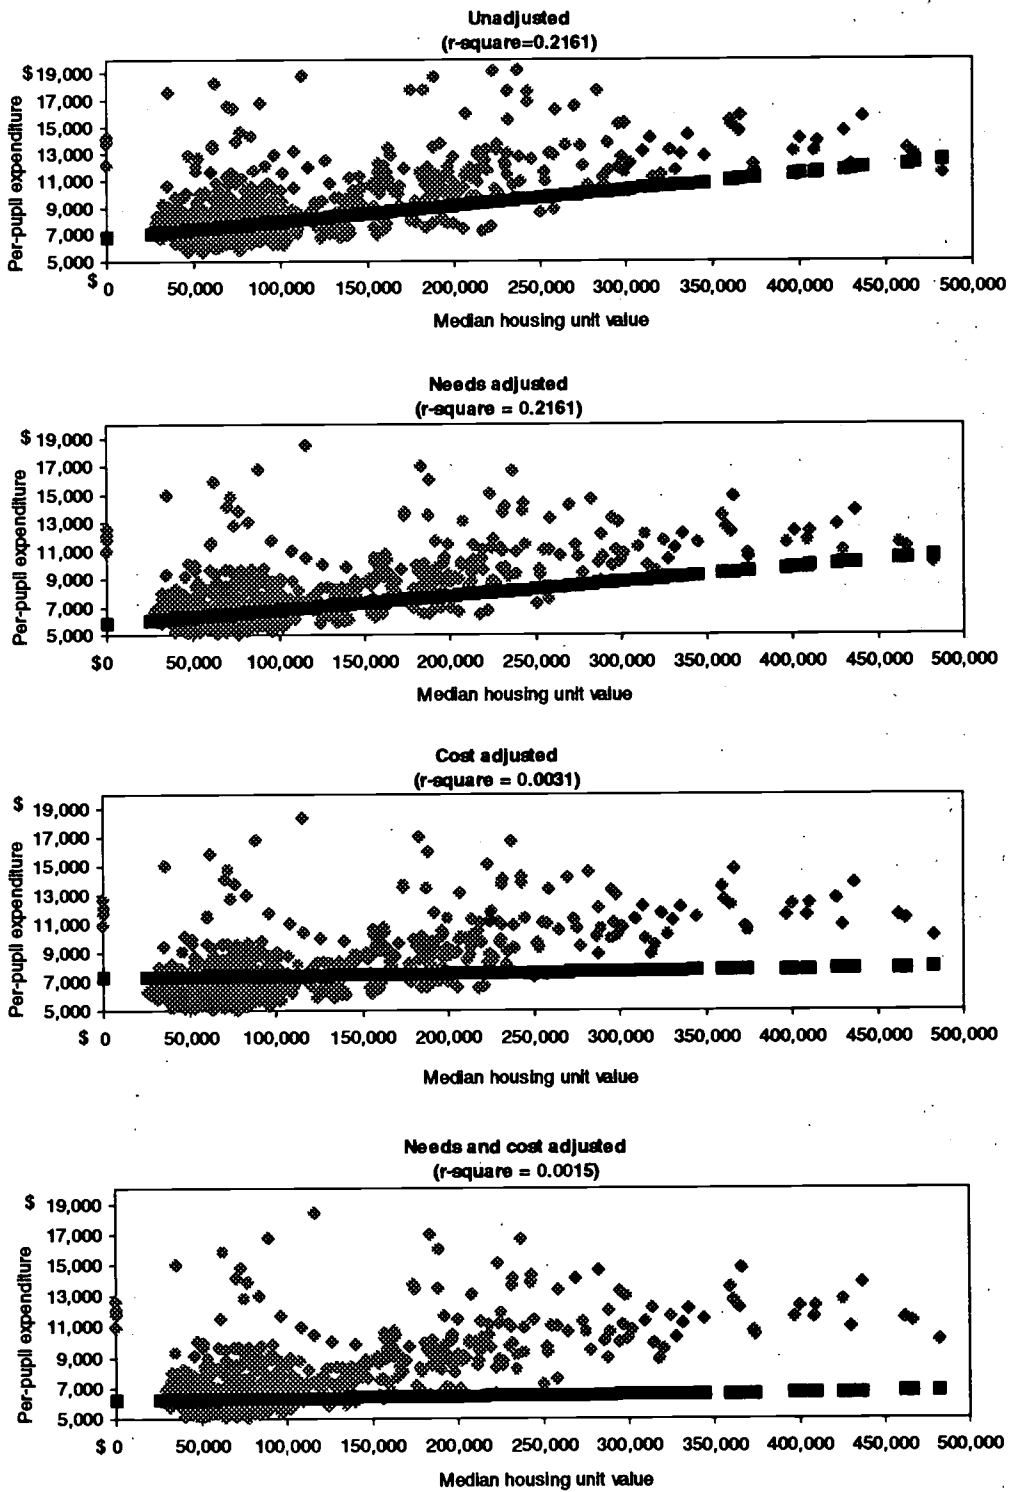 Unadjusted
(r-square=0.2161)
$ 19,000
17,000
15,000
13,000
11,000
9,000
7,000
5,000
Per-pupil expenditure
$ 0 50,000 100,000 150,000 200,000 250,000 300,000 350,000 400,000 450,000 500,000
Median housing unit value
Needs adjusted
(r-square = 0.2161)
$ 19,000
17,000
15,000
13,000
11,000
9,000
7,000
5,000
Per-pupil expenditure
$0 50,000 100,000 150,000 200,000 250,000 300,000 350,000 400,000 450,000 500,000
Median housing unit value
Cost adjusted
(r-square = 0.0031)
$ 19,000
17,000
15,000
13,000
11,000
9,000
7,000
5,000
Per-pupil expenditure
$ 0 50,000 100,000 150,000 200,000 250,000 300,000 350,000 400,000 450,000 500,000
Median housing unit value
Needs and cost adjusted
(r-square = 0.0015)
$ 19,000
17,000
15,000
13,000
11,000
9,000
7,000
5,000
Per-pupil expenditure
$ 0 50,000 100,000 150,000 200,000 250,000 300,000 350,000 400,000 450,000 500,000
Median housing unit value